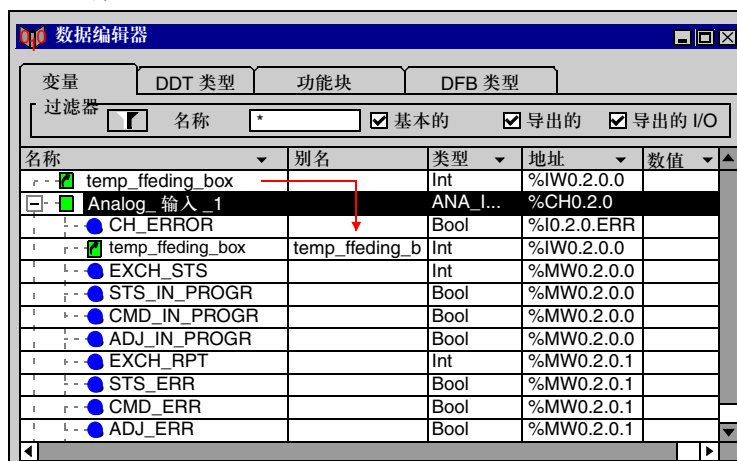 数据编辑器
变量 DDT 类型 功能块 DFB 类型
过滤器 名称 * 基本的 导出的 导出的 I/O
名称 别名 类型 地址 数值
temp_ffeding_box Int %IW0.2.0.0
Analog_ 输入 _1 ANA_I... %CH0.2.0
CH_ERROR Bool %I0.2.0.ERR
temp_ffeding_box temp_ffeding_b Int %IW0.2.0.0
EXCH_STS Int %MW0.2.0.0
STS_IN_PROGR Bool %MW0.2.0.0
CMD_IN_PROGR Bool %MW0.2.0.0
ADJ_IN_PROGR Bool %MW0.2.0.0
EXCH_RPT Int %MW0.2.0.1
STS_ERR Bool %MW0.2.0.1
CMD_ERR Bool %MW0.2.0.1
ADJ_ERR Bool %MW0.2.0.1